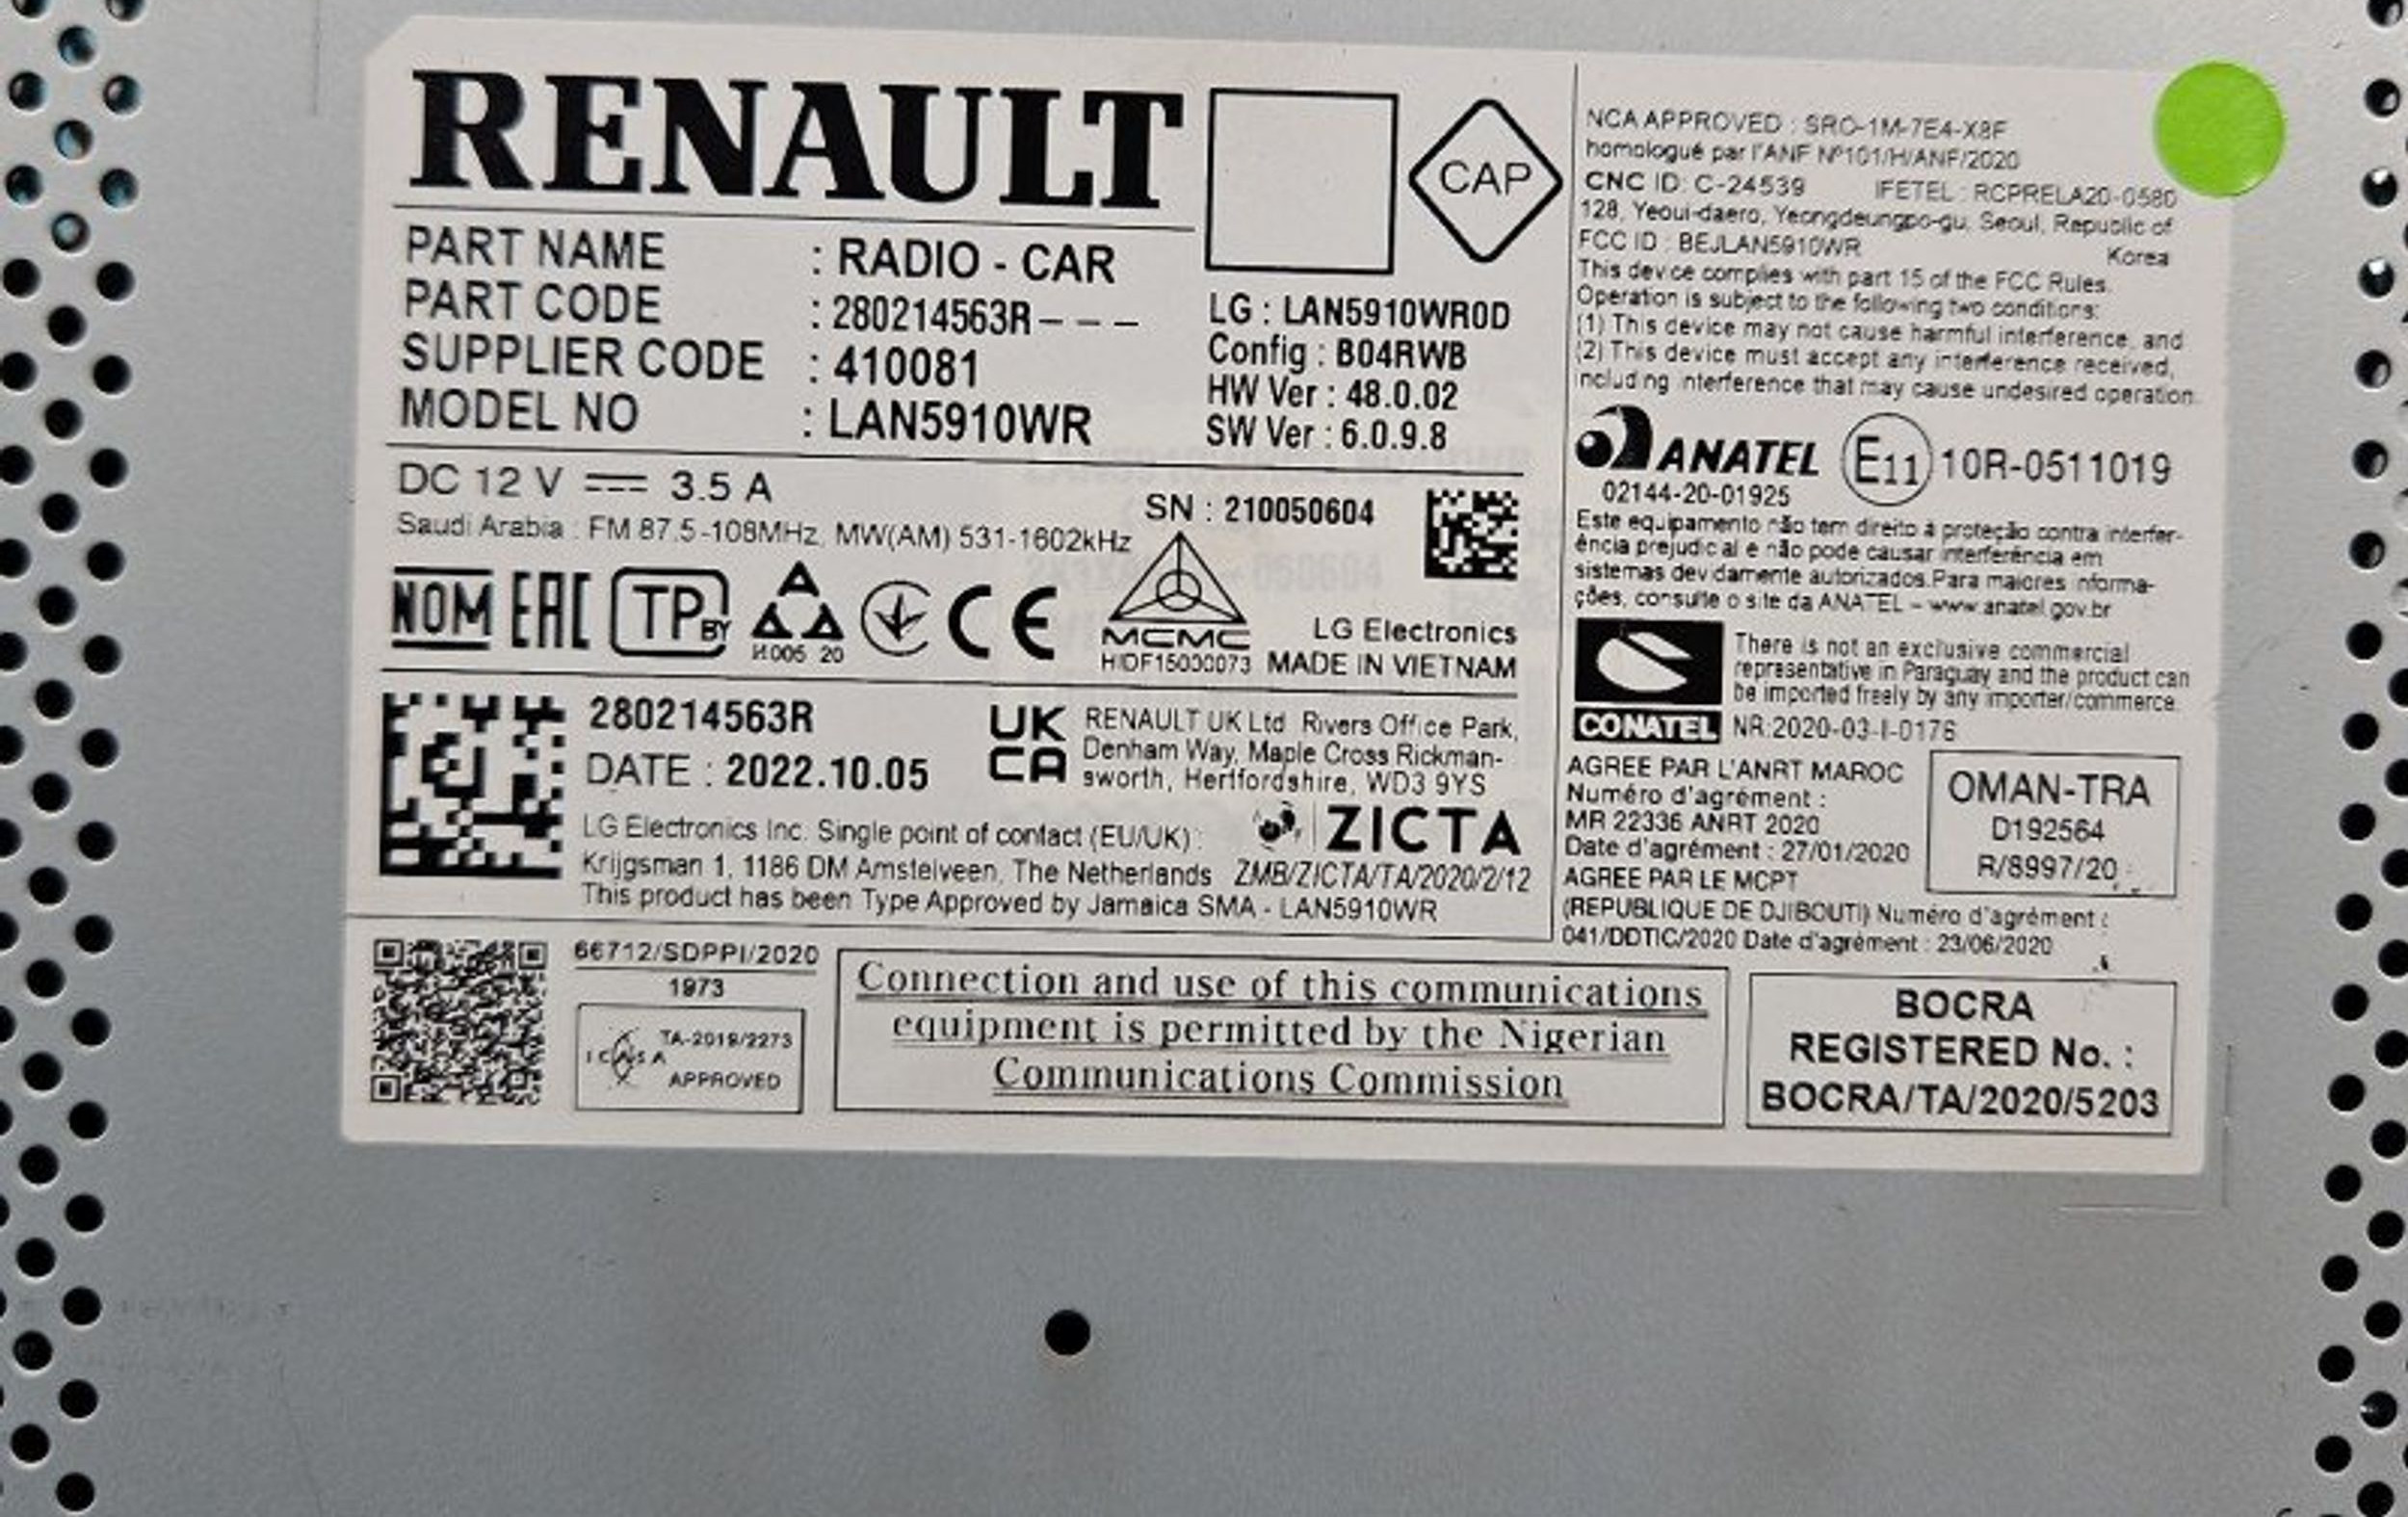 RENAULT
CAP
PART NAME : RADIO - CAR
PART CODE : 280214563R---
SUPPLIER CODE : 410081
MODEL NO : LAN5910WR
LG : LAN5910WR0D
Config : B04RWB
HW Ver : 48.0.02
SW Ver : 6.0.9.8
DC 12 V 3.5 A
Saudi Arabia : FM 87.5-108MHz, MW(AM) 531-1602kHz
SN : 210050604
NOM EAC TP BY CE
И005 20
MCMC
HIDF15000073
LG Electronics
MADE IN VIETNAM
280214563R
DATE : 2022.10.05
UK
CA
RENAULT UK Ltd Rivers Office Park,
Denham Way, Maple Cross Rickman-
sworth, Hertfordshire, WD3 9YS
LG Electronics Inc. Single point of contact (EU/UK) :
Krijgsman 1, 1186 DM Amstelveen, The Netherlands
ZICTA
ZMB/ZICTA/TA/2020/2/12
This product has been Type Approved by Jamaica SMA - LAN5910WR
NCA APPROVED : SRO-1M-7E4-X8F
homologué par l'ANF Nº101/H/ANF/2020
CNC ID: C-24539 IFETEL : RCPRELA20-0580
128, Yeoui-daero, Yeongdeungpo-gu, Seoul, Republic of
Korea
FCC ID : BEJLAN5910WR
This device complies with part 15 of the FCC Rules.
Operation is subject to the following two conditions:
(1) This device may not cause harmful interference, and
(2) This device must accept any interference received,
including interference that may cause undesired operation.
ANATEL E11 10R-0511019
02144-20-01925
Este equipamento não tem direito à proteção contra interfer-
ência prejudicial e não pode causar interferência em
sistemas devidamente autorizados.Para maiores informa-
ções, consulte o site da ANATEL – www.anatel.gov.br
There is not an exclusive commercial
representative in Paraguay and the product can
be imported freely by any importer/commerce.
CONATEL NR:2020-03-I-0176
AGREE PAR L'ANRT MAROC
Numéro d'agrément :
MR 22336 ANRT 2020
Date d'agrément : 27/01/2020
AGREE PAR LE MCPT
(REPUBLIQUE DE DJIBOUTI) Numéro d'agrément :
041/DDTIC/2020 Date d'agrément : 23/06/2020
OMAN-TRA
D192564
R/8997/20
66712/SDPPI/2020
1973
ICASA
TA-2019/2273
APPROVED
Connection and use of this communications
equipment is permitted by the Nigerian
Communications Commission
BOCRA
REGISTERED No. :
BOCRA/TA/2020/5203